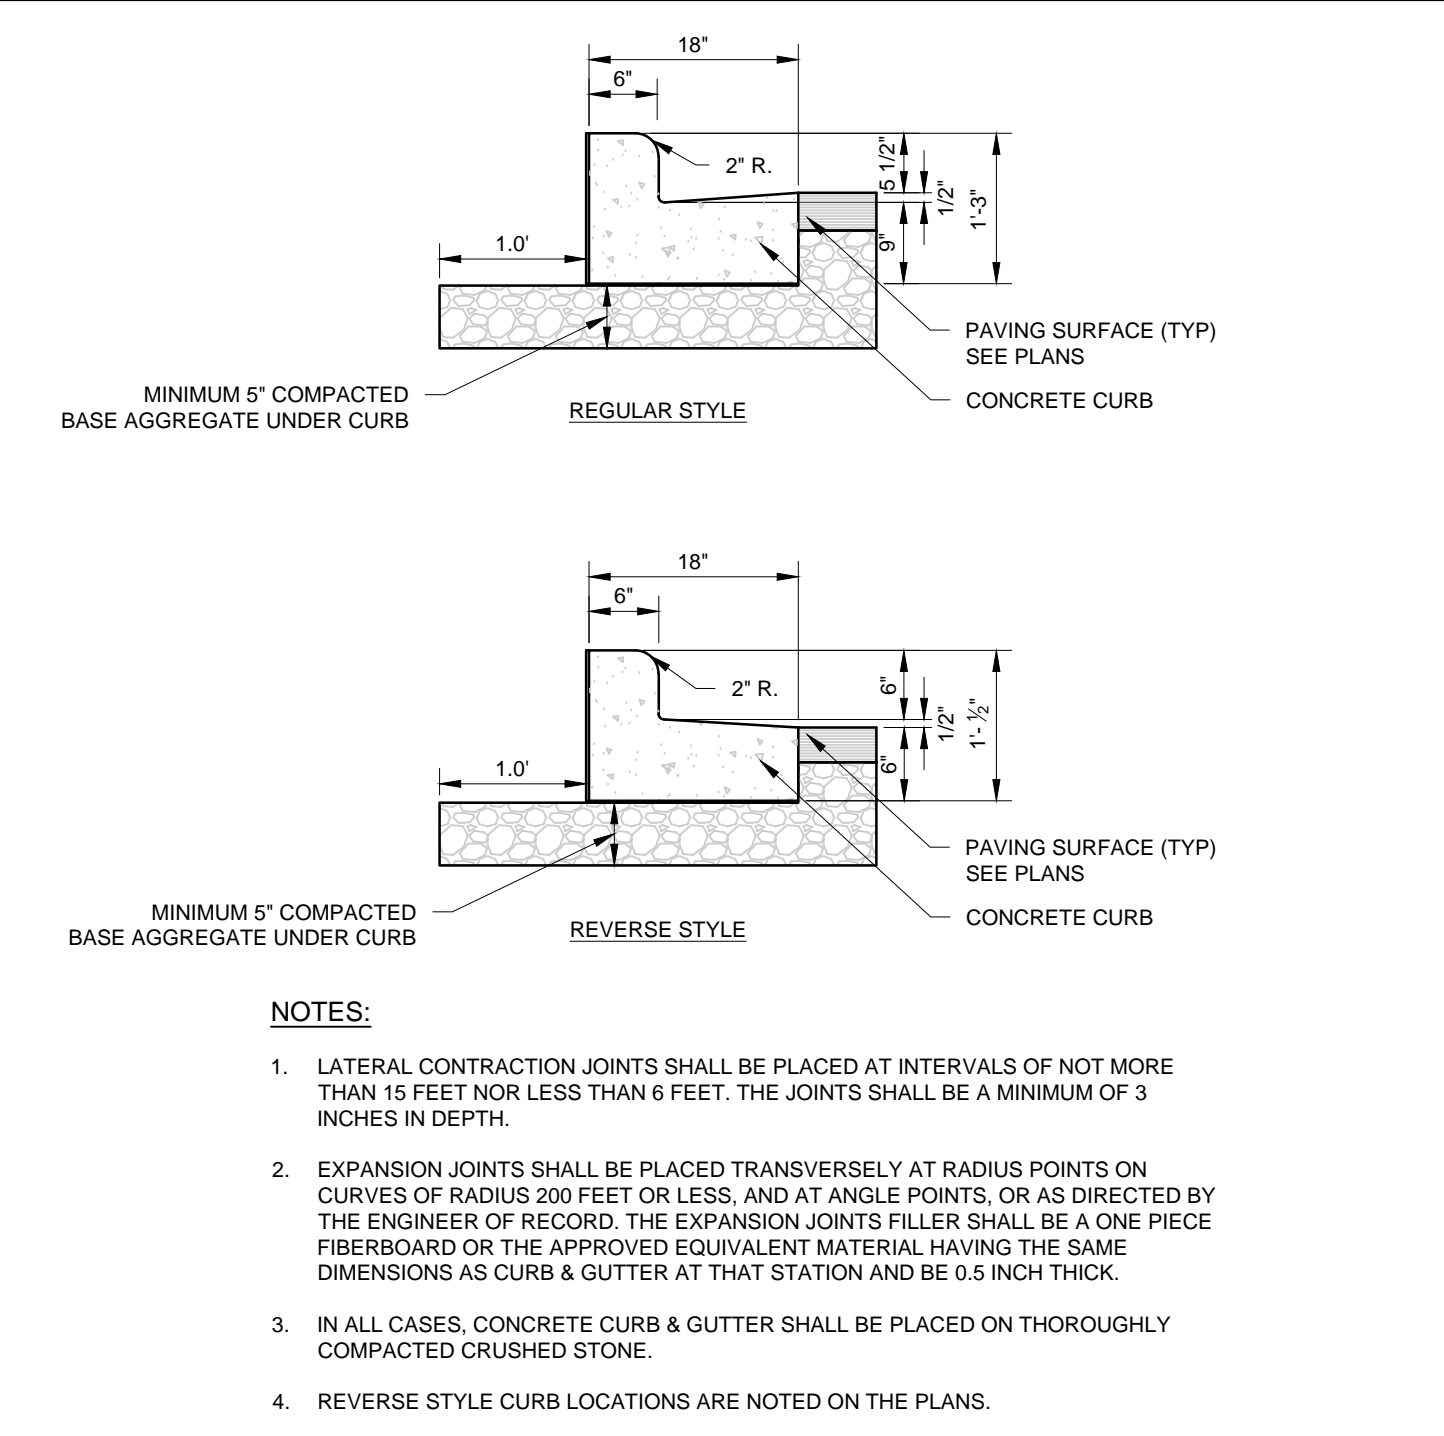 18"
6"
2" R.
5 1/2"
1/2"
1'-3"
9"
1.0'
PAVING SURFACE (TYP)
SEE PLANS
MINIMUM 5" COMPACTED
BASE AGGREGATE UNDER CURB
CONCRETE CURB
REGULAR STYLE
18"
6"
2" R.
6"
1/2"
1'- ½"
6"
1.0'
PAVING SURFACE (TYP)
SEE PLANS
MINIMUM 5" COMPACTED
BASE AGGREGATE UNDER CURB
CONCRETE CURB
REVERSE STYLE
NOTES:
1. LATERAL CONTRACTION JOINTS SHALL BE PLACED AT INTERVALS OF NOT MORE
THAN 15 FEET NOR LESS THAN 6 FEET. THE JOINTS SHALL BE A MINIMUM OF 3
INCHES IN DEPTH.
2. EXPANSION JOINTS SHALL BE PLACED TRANSVERSELY AT RADIUS POINTS ON
CURVES OF RADIUS 200 FEET OR LESS, AND AT ANGLE POINTS, OR AS DIRECTED BY
THE ENGINEER OF RECORD. THE EXPANSION JOINTS FILLER SHALL BE A ONE PIECE
FIBERBOARD OR THE APPROVED EQUIVALENT MATERIAL HAVING THE SAME
DIMENSIONS AS CURB & GUTTER AT THAT STATION AND BE 0.5 INCH THICK.
3. IN ALL CASES, CONCRETE CURB & GUTTER SHALL BE PLACED ON THOROUGHLY
COMPACTED CRUSHED STONE.
4. REVERSE STYLE CURB LOCATIONS ARE NOTED ON THE PLANS.